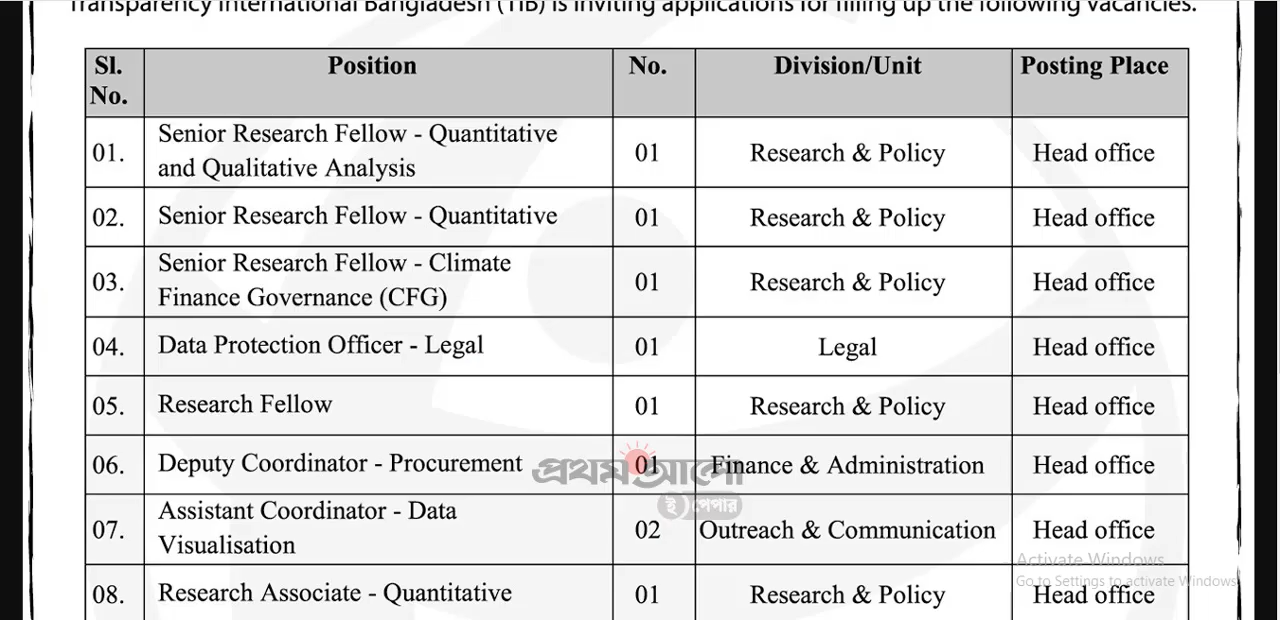 Transparency International Bangladesh (TIB) is inviting applications for filling up the following vacancies.
Sl. No. Position No. Division/Unit Posting Place
01. Senior Research Fellow - Quantitative and Qualitative Analysis 01 Research & Policy Head office
02. Senior Research Fellow - Quantitative 01 Research & Policy Head office
03. Senior Research Fellow - Climate Finance Governance (CFG) 01 Research & Policy Head office
04. Data Protection Officer - Legal 01 Legal Head office
05. Research Fellow 01 Research & Policy Head office
06. Deputy Coordinator - Procurement 01 Finance & Administration Head office
প্রথম আলো
ই পেপার
07. Assistant Coordinator - Data Visualisation 02 Outreach & Communication Head office
Activate Windows
Go to Settings to activate Windows.
08. Research Associate - Quantitative 01 Research & Policy Head office